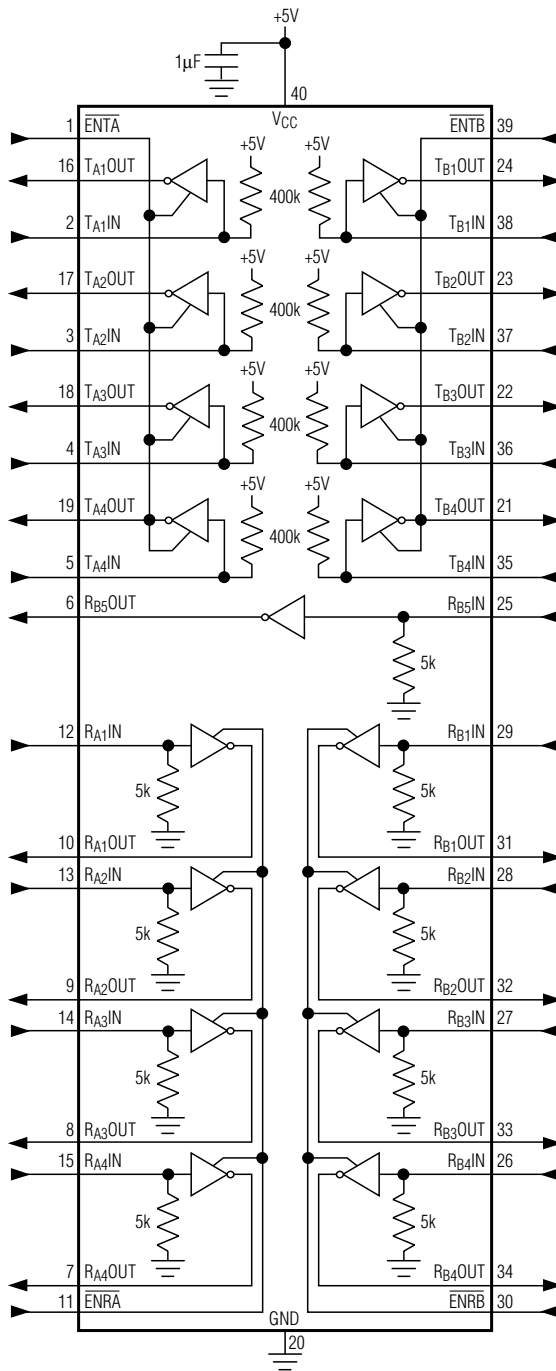 +5V
1µF
40
VCC
1 ENTA ENTB 39
16 TA1OUT +5V +5V TB1OUT 24
400k
2 TA1IN TB1IN 38
17 TA2OUT +5V +5V TB2OUT 23
400k
3 TA2IN TB2IN 37
18 TA3OUT +5V +5V TB3OUT 22
400k
4 TA3IN TB3IN 36
19 TA4OUT +5V +5V TB4OUT 21
400k
5 TA4IN TB4IN 35
6 RB5OUT RB5IN 25
5k
12 RA1IN RB1IN 29
5k 5k
10 RA1OUT RB1OUT 31
13 RA2IN RB2IN 28
5k 5k
9 RA2OUT RB2OUT 32
14 RA3IN RB3IN 27
5k 5k
8 RA3OUT RB3OUT 33
15 RA4IN RB4IN 26
5k 5k
7 RA4OUT RB4OUT 34
11 ENRA ENRB 30
GND
20